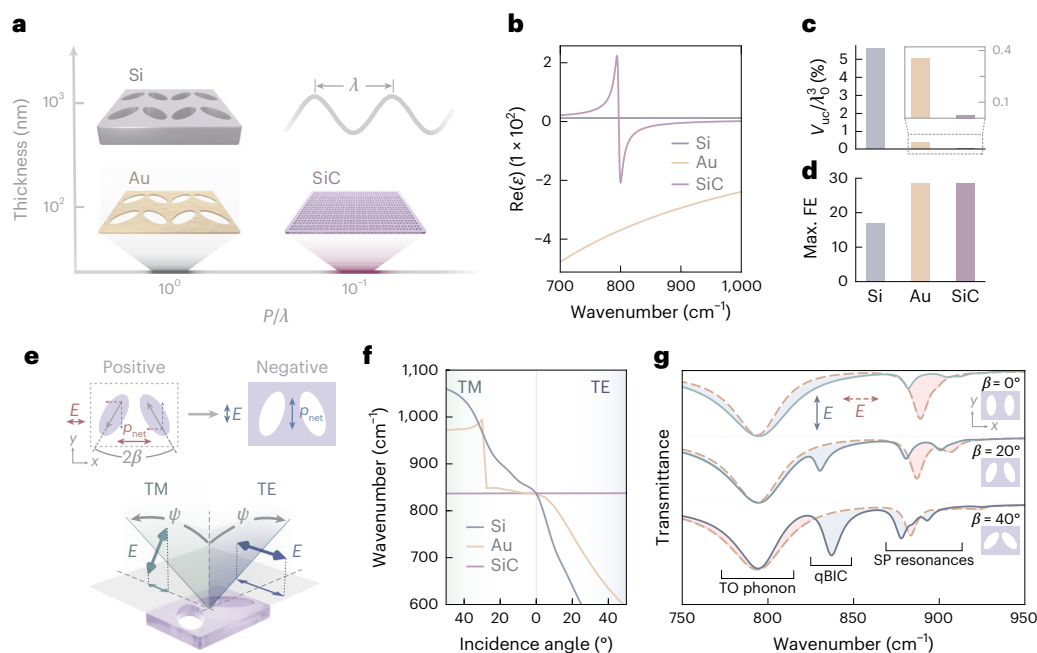 a
Thickness (nm)
10³
10²
Si
λ
Au
SiC
10⁰
10⁻¹
P/λ
b
Re(ε) (1 × 10²)
2
0
−2
−4
Si
Au
SiC
700
800
900
1,000
Wavenumber (cm⁻¹)
c
V_uc/λ₀³ (%)
5
4
3
2
1
0
0.4
0.1
d
Max. FE
30
20
10
0
Si
Au
SiC
e
Positive
Negative
E
p_net
E
p_net
y
x
2β
TM
TE
ψ
ψ
E
E
f
Wavenumber (cm⁻¹)
1,100
1,000
900
800
700
600
TM
TE
Si
Au
SiC
40
20
0
20
40
Incidence angle (°)
g
Transmittance
E
E
β = 0°
y
x
β = 20°
β = 40°
TO phonon
qBIC
SP resonances
750
800
850
900
950
Wavenumber (cm⁻¹)